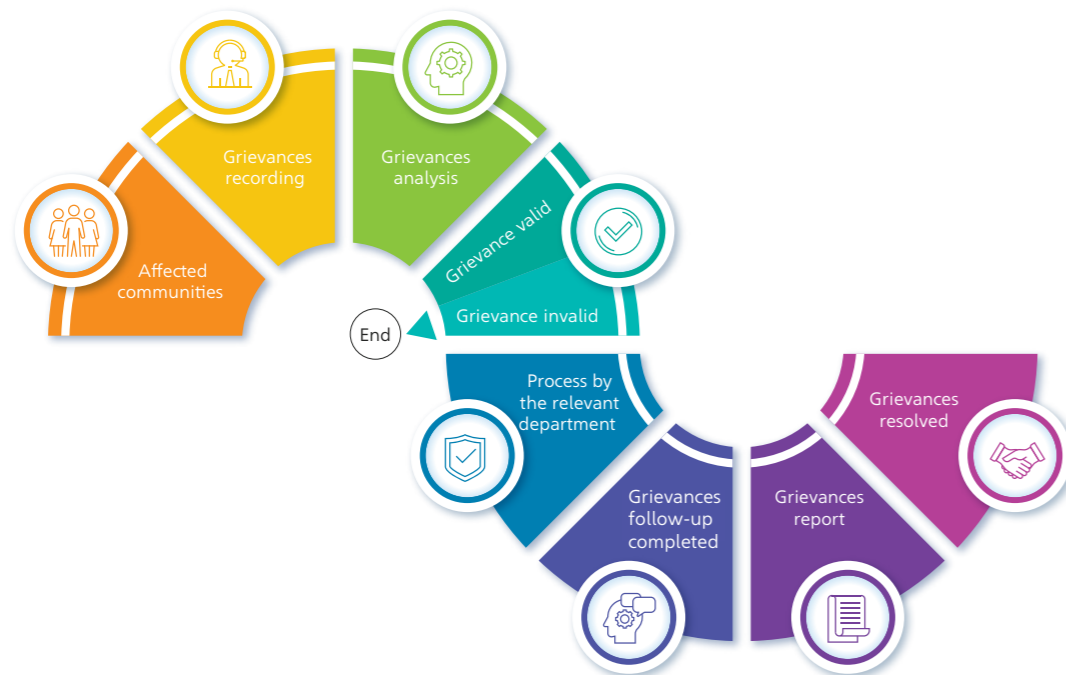 Affected
communities
Grievances
recording
Grievances
analysis
Grievance valid
Grievance invalid
End
Process by
the relevant
department
Grievances
follow-up
completed
Grievances
report
Grievances
resolved